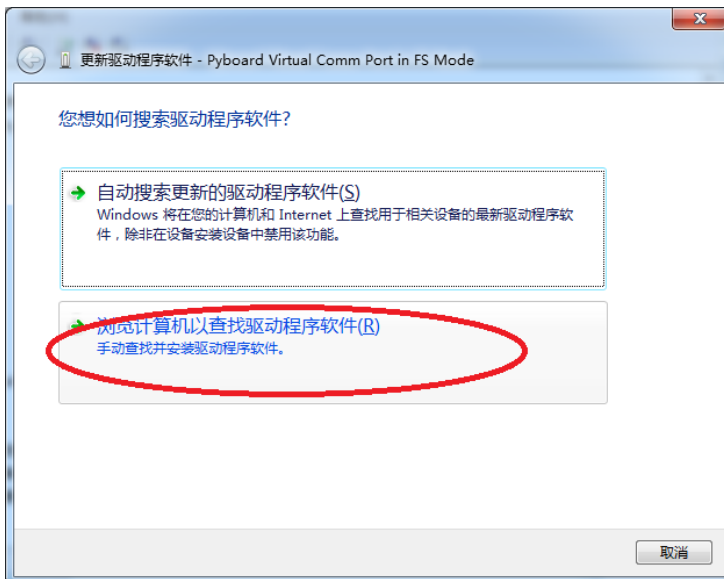 更新驱动程序软件 - Pyboard Virtual Comm Port in FS Mode
您想如何搜索驱动程序软件?
自动搜索更新的驱动程序软件(S)
Windows 将在您的计算机和 Internet 上查找用于相关设备的最新驱动程序软
件，除非在设备安装设备中禁用该功能。
浏览计算机以查找驱动程序软件(R)
手动查找并安装驱动程序软件。
取消